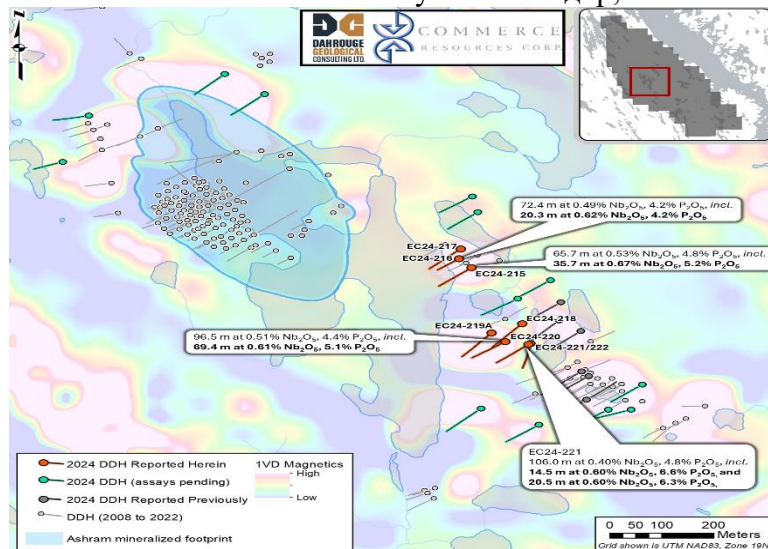 DAHROUGE
GEOLOGICAL
CONSULTING LTD.
COMMERCE
RESOURCES CORP.
N
72.4 m at 0.49% Nb₂O₅, 4.2% P₂O₅, incl.
20.3 m at 0.62% Nb₂O₅, 4.2% P₂O₅
EC24-217
EC24-216
EC24-215
65.7 m at 0.53% Nb₂O₅, 4.8% P₂O₅, incl.
35.7 m at 0.67% Nb₂O₅, 5.2% P₂O₅
EC24-219A
EC24-218
EC24-220
EC24-221/222
96.5 m at 0.51% Nb₂O₅, 4.4% P₂O₅, incl.
69.4 m at 0.61% Nb₂O₅, 5.1% P₂O₅
EC24-221
106.0 m at 0.40% Nb₂O₅, 4.8% P₂O₅, incl.
14.5 m at 0.60% Nb₂O₅, 6.6% P₂O₅, and
20.5 m at 0.60% Nb₂O₅, 6.3% P₂O₅,
2024 DDH Reported Herein
2024 DDH (assays pending)
2024 DDH Reported Previously
DDH (2008 to 2022)
Ashram mineralized footprint
1VD Magnetics
High
Low
0 50 100 200
Meters
Grid shown is UTM NAD83, Zone 19N